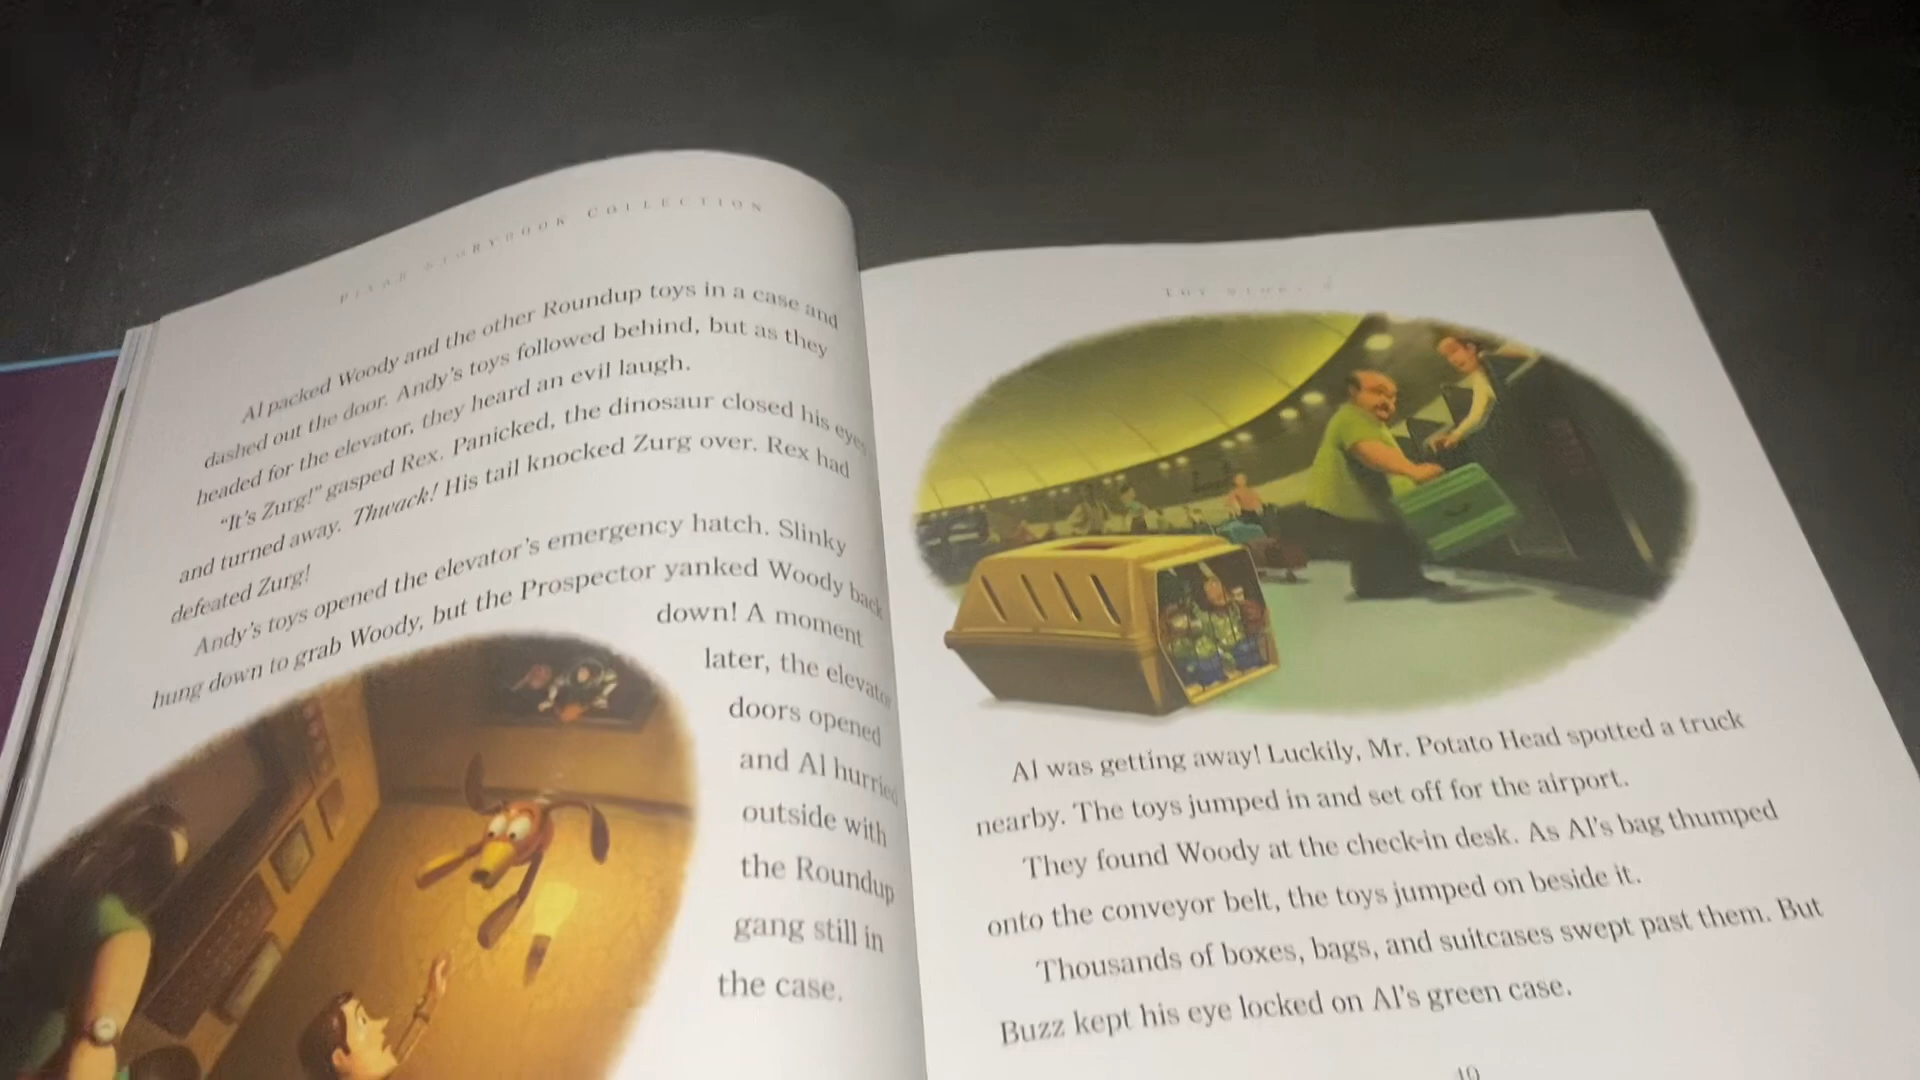 PIXAR STORYBOOK COLLECTION
Al packed Woody and the other Roundup toys in a case and
dashed out the door. Andy's toys followed behind, but as they
headed for the elevator, they heard an evil laugh.
"It's Zurg!" gasped Rex. Panicked, the dinosaur closed his eyes
and turned away. Thwack! His tail knocked Zurg over. Rex had
defeated Zurg!
Andy's toys opened the elevator's emergency hatch. Slinky
hung down to grab Woody, but the Prospector yanked Woody back
down! A moment
later, the elevator
doors opened
and Al hurried
outside with
the Roundup
gang still in
the case.
TOY STORY 2
Al was getting away! Luckily, Mr. Potato Head spotted a truck
nearby. The toys jumped in and set off for the airport.
They found Woody at the check-in desk. As Al's bag thumped
onto the conveyor belt, the toys jumped on beside it.
Thousands of boxes, bags, and suitcases swept past them. But
Buzz kept his eye locked on Al's green case.